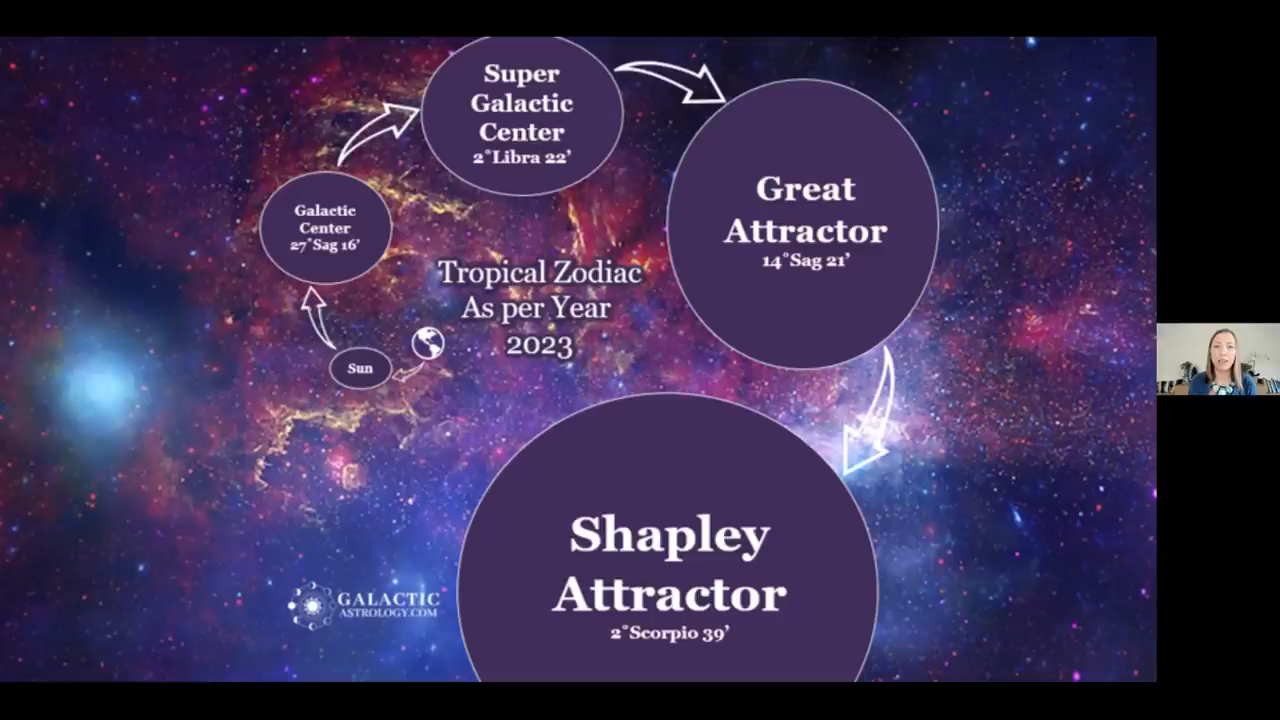 Super
Galactic
Center
2°Libra 22’
Great
Attractor
14°Sag 21’
Galactic
Center
27°Sag 16’
Tropical Zodiac
As per Year
2023
Sun
Shapley
Attractor
2°Scorpio 39’
GALACTIC
ASTROLOGY.COM